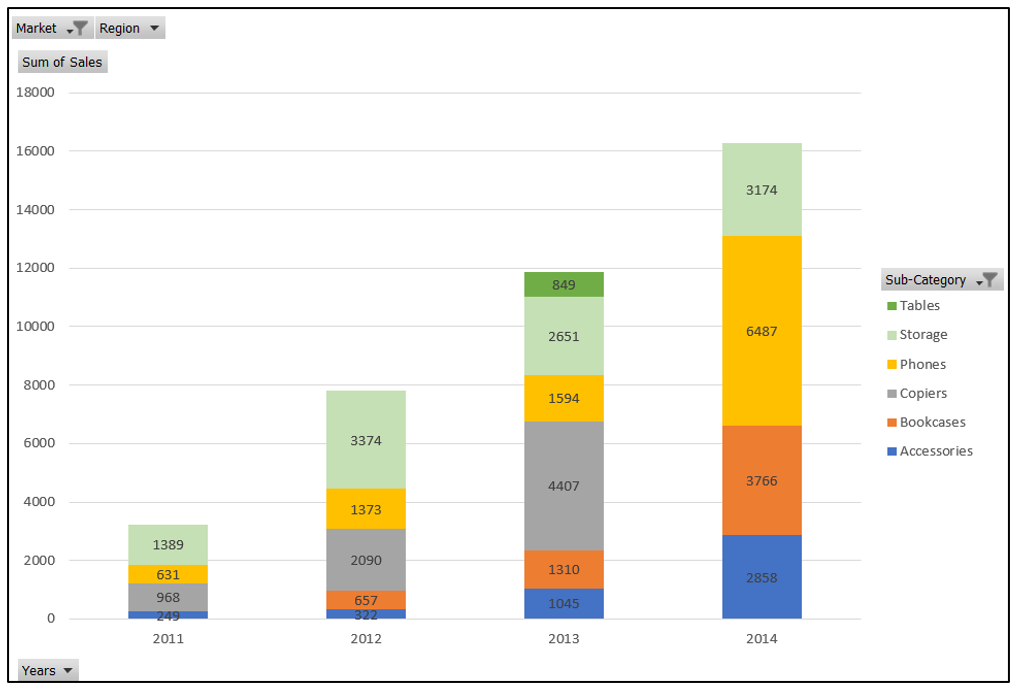 Market Region
Sum of Sales
18000
16000
14000
12000
10000
8000
6000
4000
2000
0
3174
6487
3766
2858
849
2651
1594
4407
1310
1045
3374
1373
2090
657
322
1389
631
968
249
2011 2012 2013 2014
Sub-Category
Tables
Storage
Phones
Copiers
Bookcases
Accessories
Years